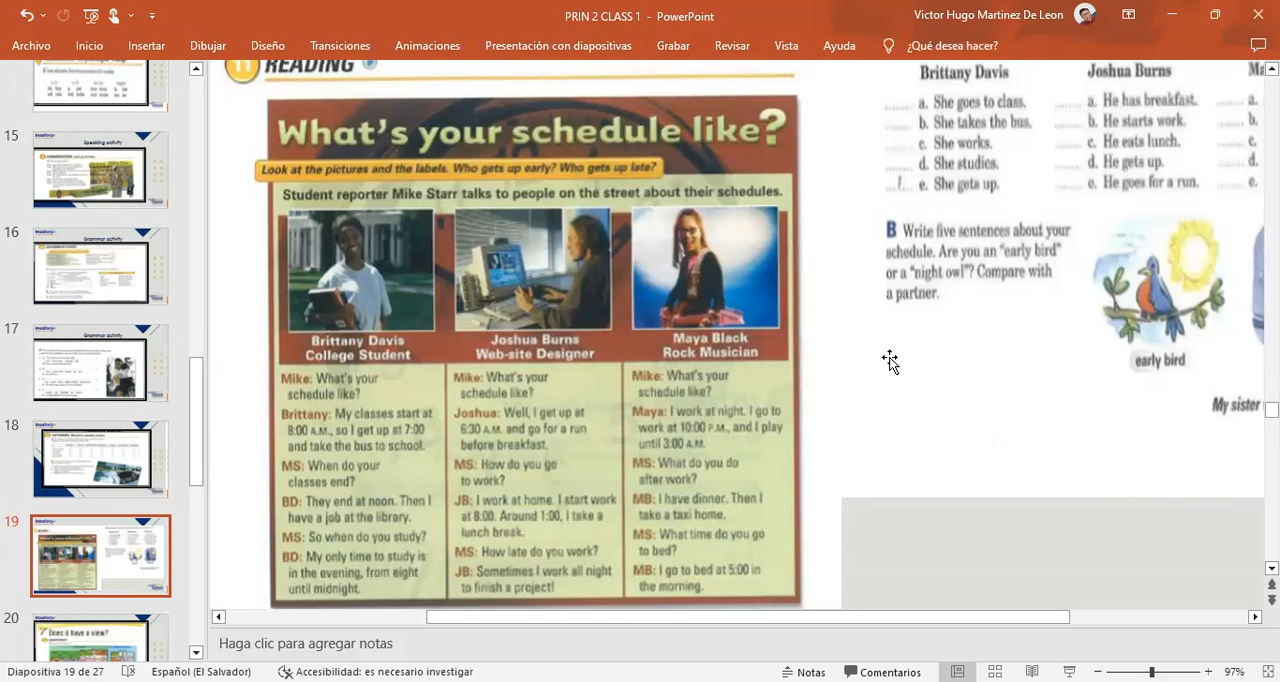 PRIN 2 CLASS 1 - PowerPoint
Victor Hugo Martinez De Leon
Archivo Inicio Insertar Dibujar Diseño Transiciones Animaciones Presentación con diapositivas Grabar Revisar Vista Ayuda ¿Qué desea hacer?
15
Speaking activity
16
Grammar activity
17
Grammar activity
18
19
20
7 Does it have a view?
11 READING
What's your schedule like?
Look at the pictures and the labels. Who gets up early? Who gets up late?
Student reporter Mike Starr talks to people on the street about their schedules.
Brittany Davis
College Student
Mike: What's your
schedule like?
Brittany: My classes start at
8:00 A.M., so I get up at 7:00
and take the bus to school.
MS: When do your
classes end?
BD: They end at noon. Then I
have a job at the library.
MS: So when do you study?
BD: My only time to study is
in the evening, from eight
until midnight.
Joshua Burns
Web-site Designer
Mike: What's your
schedule like?
Joshua: Well, I get up at
6:30 A.M. and go for a run
before breakfast.
MS: How do you go
to work?
JB: I work at home. I start work
at 8:00. Around 1:00, I take a
lunch break.
MS: How late do you work?
JB: Sometimes I work all night
to finish a project!
Maya Black
Rock Musician
Mike: What's your
schedule like?
Maya: I work at night. I go to
work at 10:00 P.M., and I play
until 3:00 A.M.
MS: What do you do
after work?
MB: I have dinner. Then I
take a taxi home.
MS: What time do you go
to bed?
MB: I go to bed at 5:00 in
the morning.
Brittany Davis
a. She goes to class.
b. She takes the bus.
c. She works.
d. She studies.
1 e. She gets up.
Joshua Burns
a. He has breakfast.
b. He starts work.
c. He eats lunch.
d. He gets up.
e. He goes for a run.
Ma
a.
b.
c.
d.
e.
B Write five sentences about your
schedule. Are you an "early bird"
or a "night owl"? Compare with
a partner.
early bird
My sister
Haga clic para agregar notas
Diapositiva 19 de 27 Español (El Salvador) Accesibilidad: es necesario investigar Notas Comentarios 97%